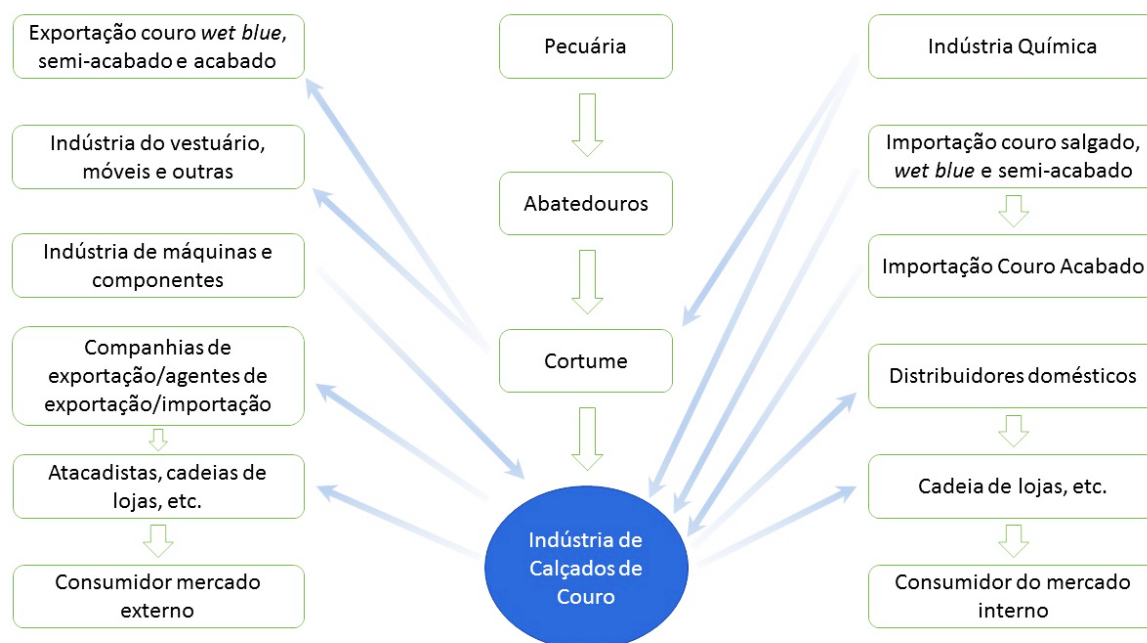 Exportação couro wet blue,
semi-acabado e acabado
Pecuária
Indústria Química
Indústria do vestuário,
móveis e outras
Importação couro salgado,
wet blue e semi-acabado
Abatedouros
Indústria de máquinas e
componentes
Importação Couro Acabado
Companhias de
exportação/agentes de
exportação/importação
Cortume
Distribuidores domésticos
Atacadistas, cadeias de
lojas, etc.
Cadeia de lojas, etc.
Indústria de
Calçados de
Couro
Consumidor mercado
externo
Consumidor do mercado
interno